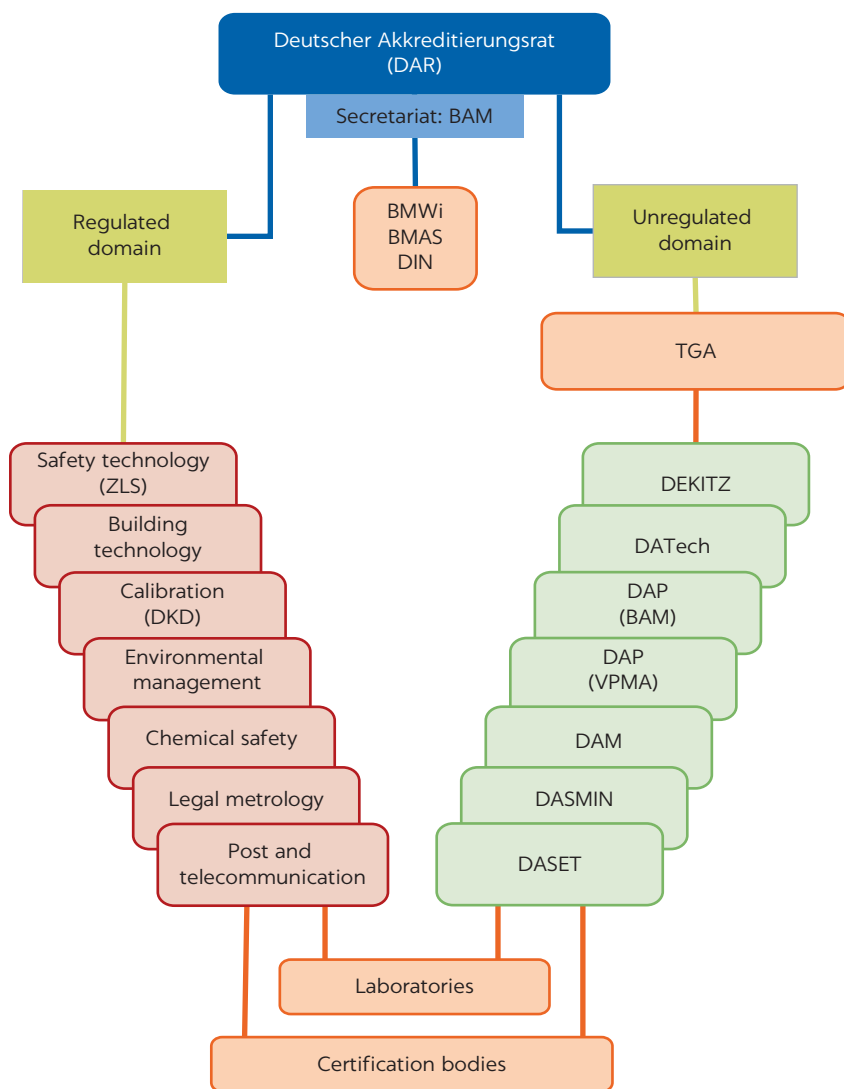 Deutscher Akkreditierungsrat
(DAR)
Secretariat: BAM
Regulated
domain
BMWi
BMAS
DIN
Unregulated
domain
TGA
Safety technology
(ZLS)
Building
technology
Calibration
(DKD)
Environmental
management
Chemical safety
Legal metrology
Post and
telecommunication
DEKITZ
DATech
DAP
(BAM)
DAP
(VPMA)
DAM
DASMIN
DASET
Laboratories
Certification bodies